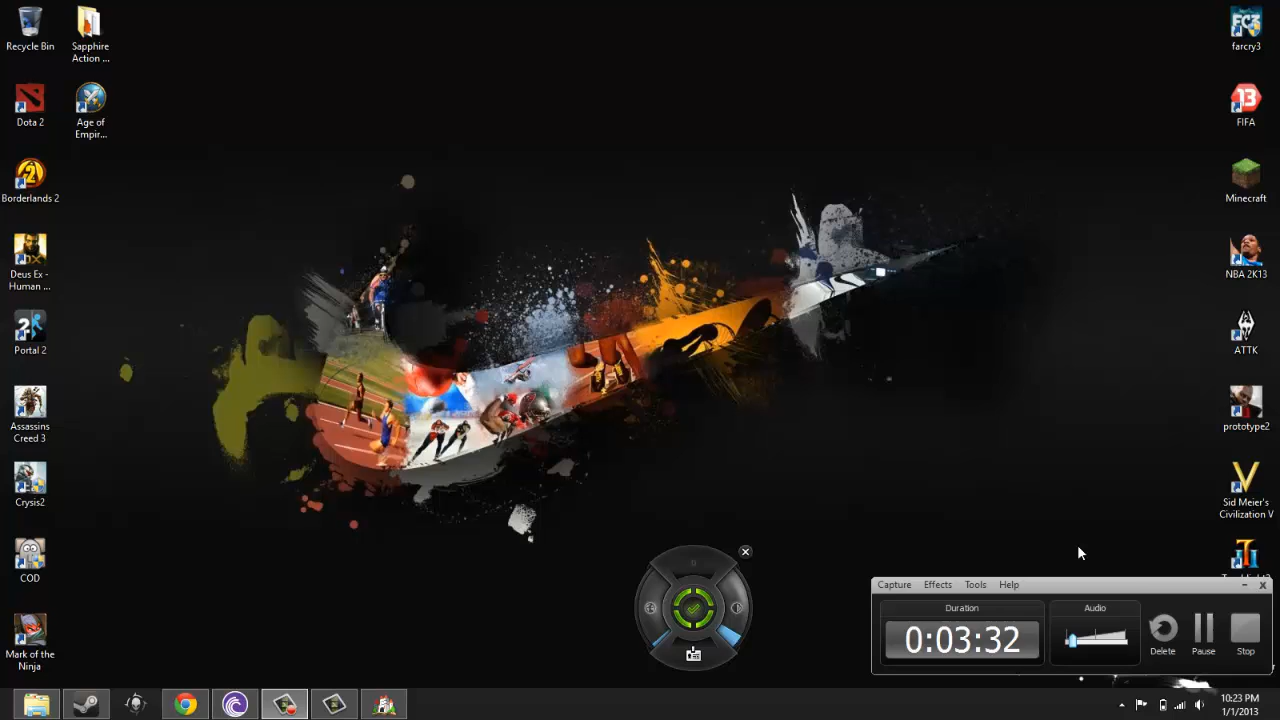 Recycle Bin
Sapphire
Action ...
Dota 2
Age of
Empir...
Borderlands 2
Deus Ex -
Human ...
Portal 2
Assassins
Creed 3
Crysis2
COD
Mark of the
Ninja
FC3
farcry3
13
FIFA
Minecraft
NBA 2K13
ATTK
prototype2
Sid Meier's
Civilization V
Capture Effects Tools Help
Duration
0:03:32
Audio
Delete
Pause
Stop
10:23 PM
1/1/2013